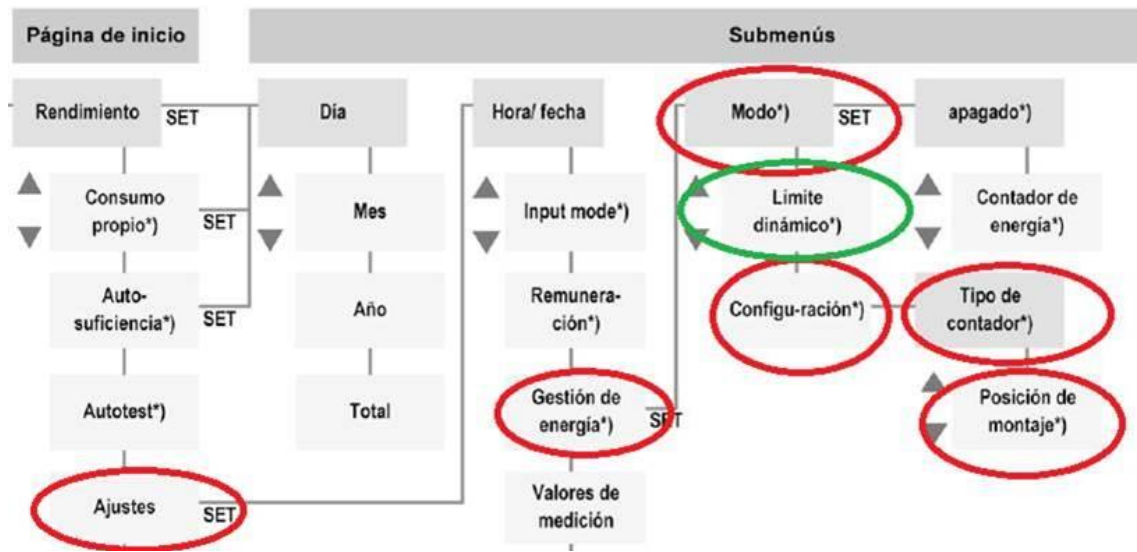 Página de inicio
Submenús
Rendimiento
SET
Día
Hora/ fecha
Modo*)
SET
apagado*)
Consumo
propio*)
SET
Mes
Input mode*)
Límite
dinámico*)
Contador de
energía*)
Auto-
suficiencia*)
SET
Año
Remunera-
ción*)
Configu-ración*)
Tipo de
contador*)
Autotest*)
Total
Gestión de
energía*)
SET
Posición de
montaje*)
Ajustes
SET
Valores de
medición